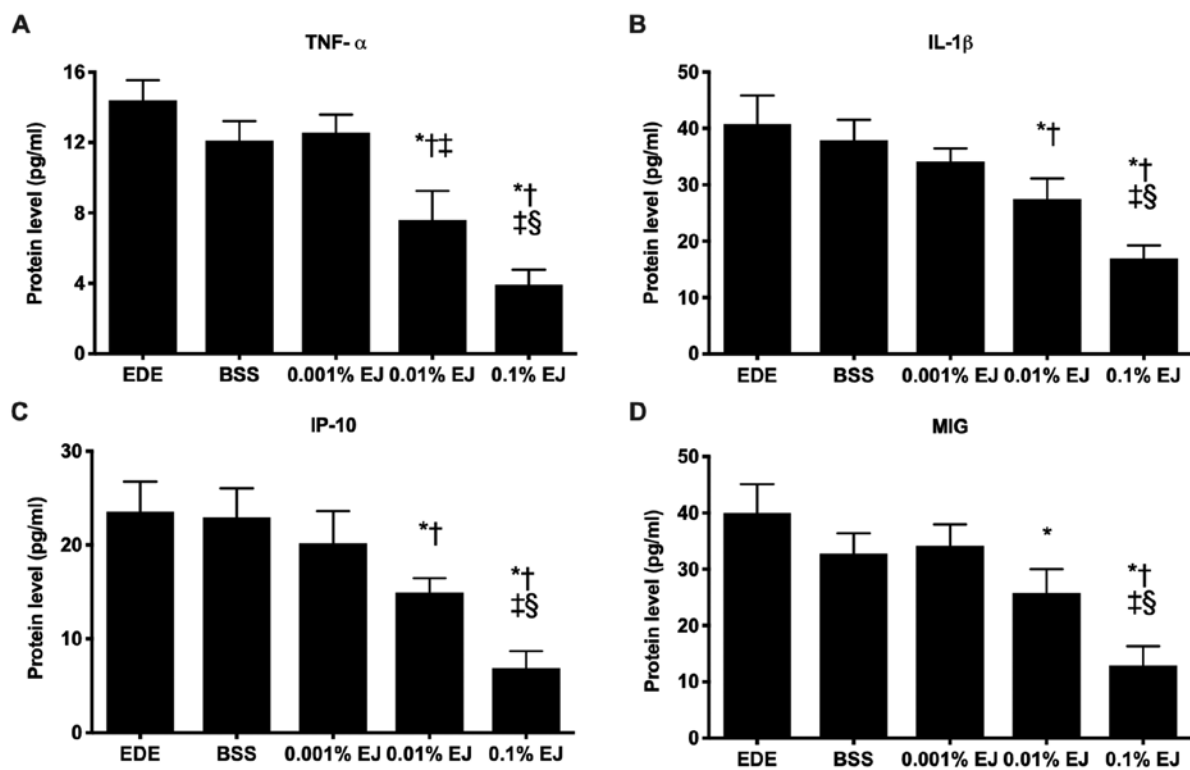 A
TNF- α
Protein level (pg/ml)
16
12
8
4
0
*†‡
*†
‡§
EDE BSS 0.001% EJ 0.01% EJ 0.1% EJ
B
IL-1β
Protein level (pg/ml)
50
40
30
20
10
0
*†
*†
‡§
EDE BSS 0.001% EJ 0.01% EJ 0.1% EJ
C
IP-10
Protein level (pg/ml)
30
20
10
0
*†
*†
‡§
EDE BSS 0.001% EJ 0.01% EJ 0.1% EJ
D
MIG
Protein level (pg/ml)
50
40
30
20
10
0
*
*†
‡§
EDE BSS 0.001% EJ 0.01% EJ 0.1% EJ